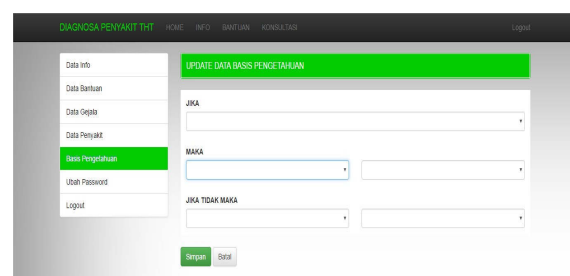 DIAGNOSA PENYAKIT THT HOME INFO BANTUAN KONSULTASI Logout
Data Info
Data Bantuan
Data Gejala
Data Penyakit
Basis Pengetahuan
Ubah Password
Logout
UPDATE DATA BASIS PENGETAHUAN
JIKA
MAKA
JIKA TIDAK MAKA
Simpan Batal